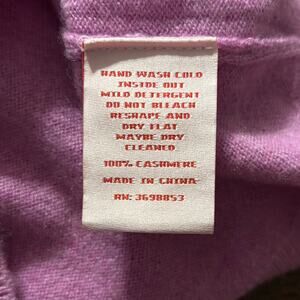 HAND WASH COLD
INSIDE OUT
MILD DETERGENT
DO NOT BLEACH
RESHAPE AND
DRY FLAT
MAYBE DRY
CLEANED
100% CASHMERE
MADE IN CHINA
RN: 3698853